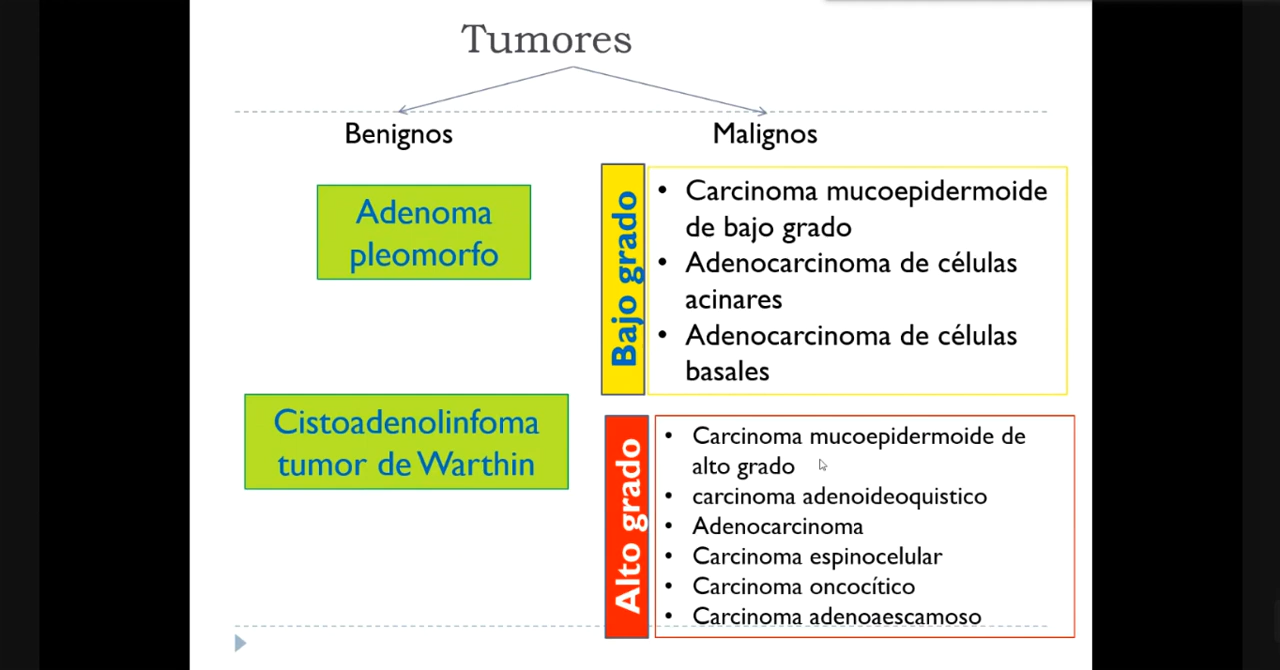 Tumores
Benignos
Malignos
Adenoma
pleomorfo
Cistoadenolinfoma
tumor de Warthin
Bajo grado
• Carcinoma mucoepidermoide
de bajo grado
• Adenocarcinoma de células
acinares
• Adenocarcinoma de células
basales
Alto grado
• Carcinoma mucoepidermoide de
alto grado
• carcinoma adenoideoquistico
• Adenocarcinoma
• Carcinoma espinocelular
• Carcinoma oncocítico
• Carcinoma adenoaescamoso